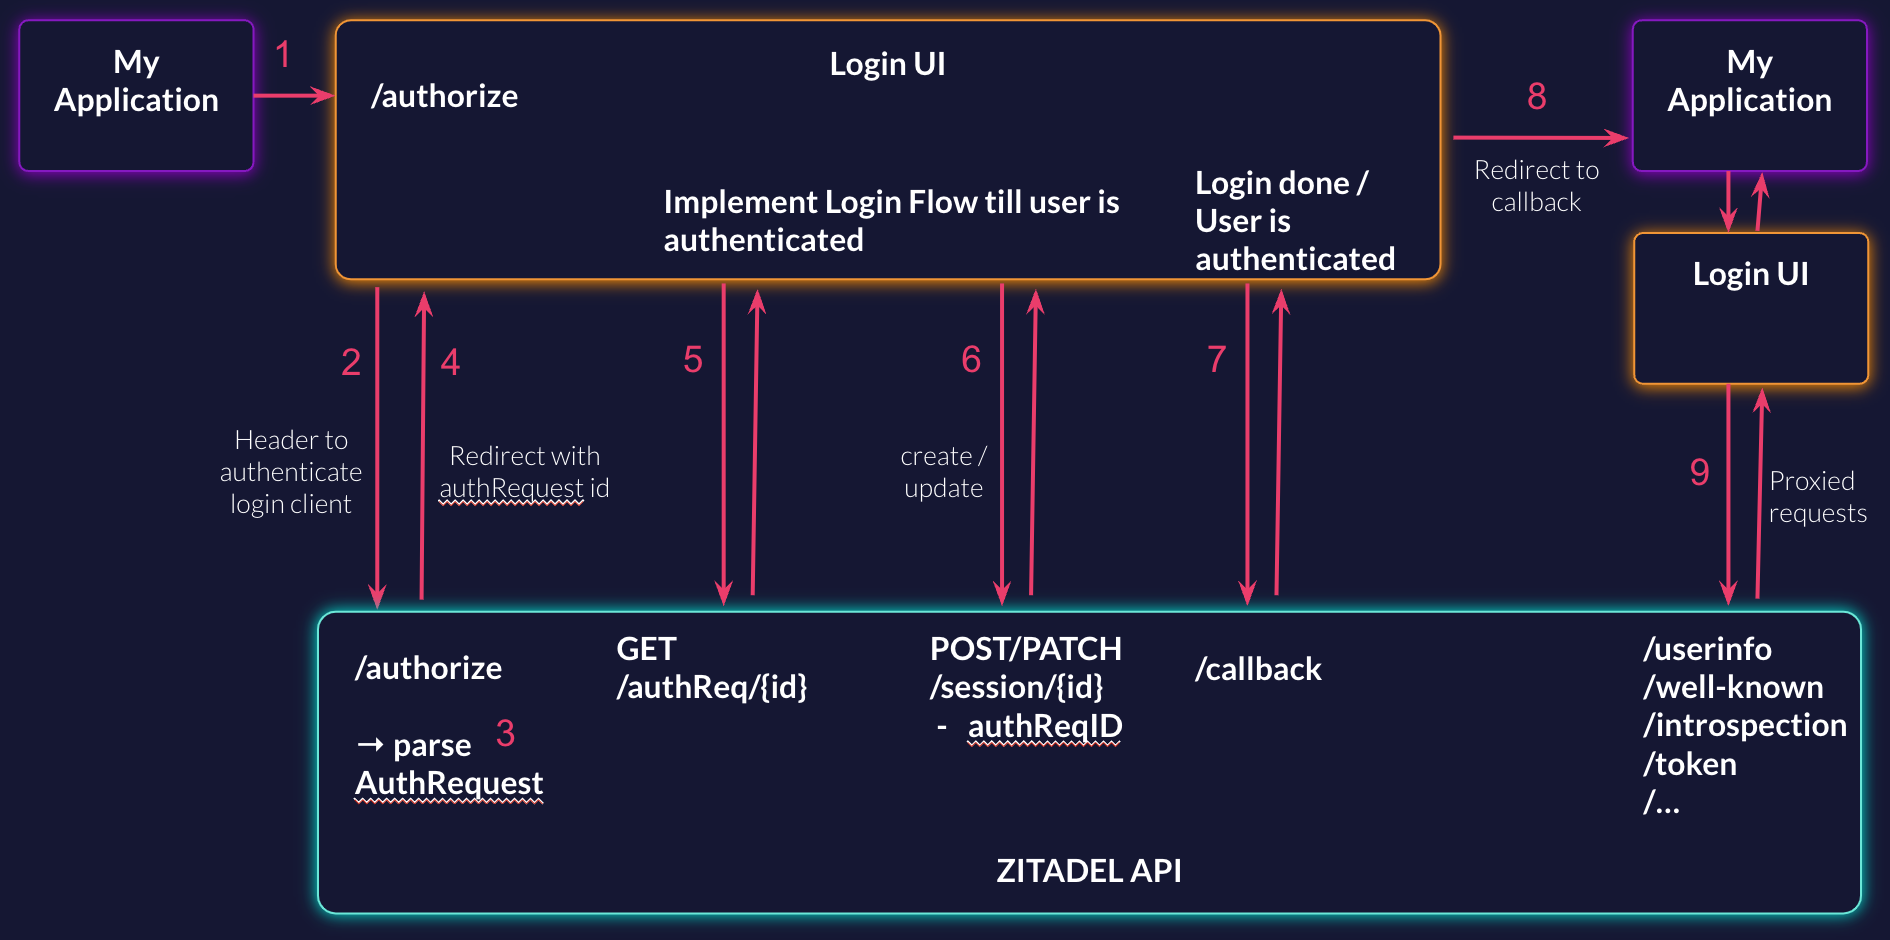 My
Application
1
/authorize
Login UI
Implement Login Flow till user is
authenticated
Login done /
User is
authenticated
8
Redirect to
callback
My
Application
Login UI
2
Header to
authenticate
login client
4
Redirect with
authRequest id
5
6
create /
update
7
9
Proxied
requests
/authorize
→ parse
AuthRequest
3
GET
/authReq/{id}
POST/PATCH
/session/{id}
- authReqID
/callback
/userinfo
/well-known
/introspection
/token
/...
ZITADEL API